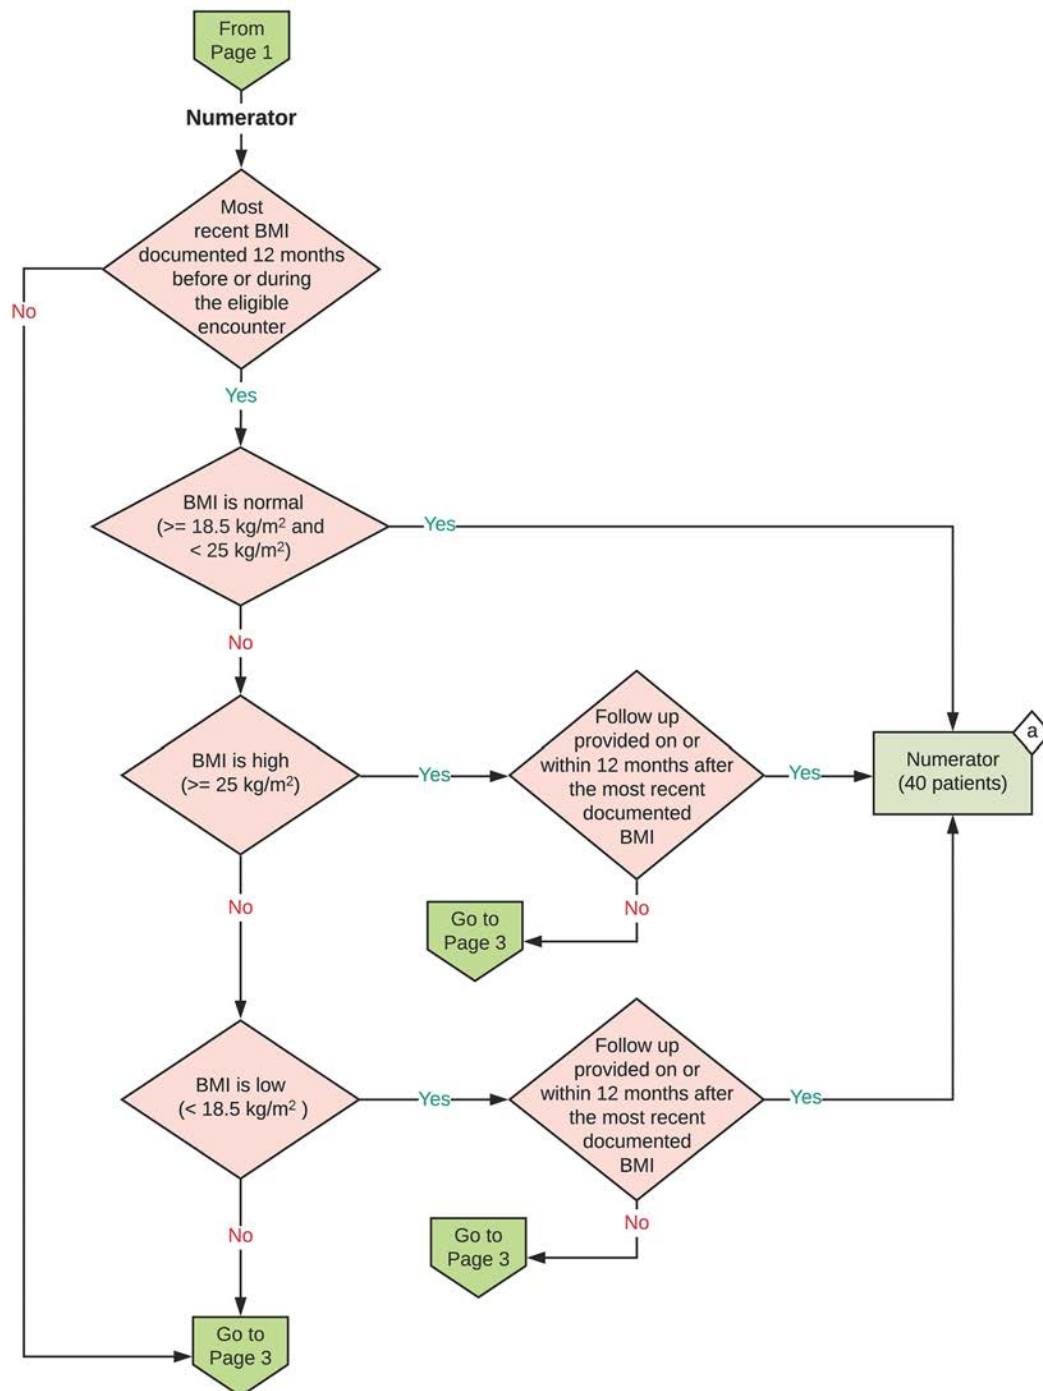 From
Page 1
Numerator
Most
recent BMI
documented 12 months
before or during
the eligible
encounter
No
Yes
BMI is normal
(>= 18.5 kg/m² and
< 25 kg/m²)
Yes
No
BMI is high
(>= 25 kg/m²)
Yes
Follow up
provided on or
within 12 months after
the most recent
documented
BMI
Yes
a
Numerator
(40 patients)
No
No
Go to
Page 3
BMI is low
(< 18.5 kg/m² )
Yes
Follow up
provided on or
within 12 months after
the most recent
documented
BMI
Yes
No
No
Go to
Page 3
Go to
Page 3